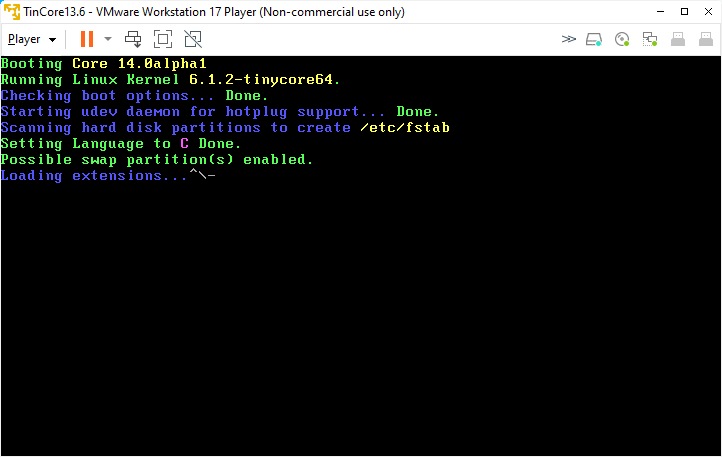 TinCore13.6 - VMware Workstation 17 Player (Non-commercial use only)
Player
Booting Core 14.0alpha1
Running Linux Kernel 6.1.2-tinycore64.
Checking boot options... Done.
Starting udev daemon for hotplug support... Done.
Scanning hard disk partitions to create /etc/fstab
Setting Language to C Done.
Possible swap partition(s) enabled.
Loading extensions...^\-